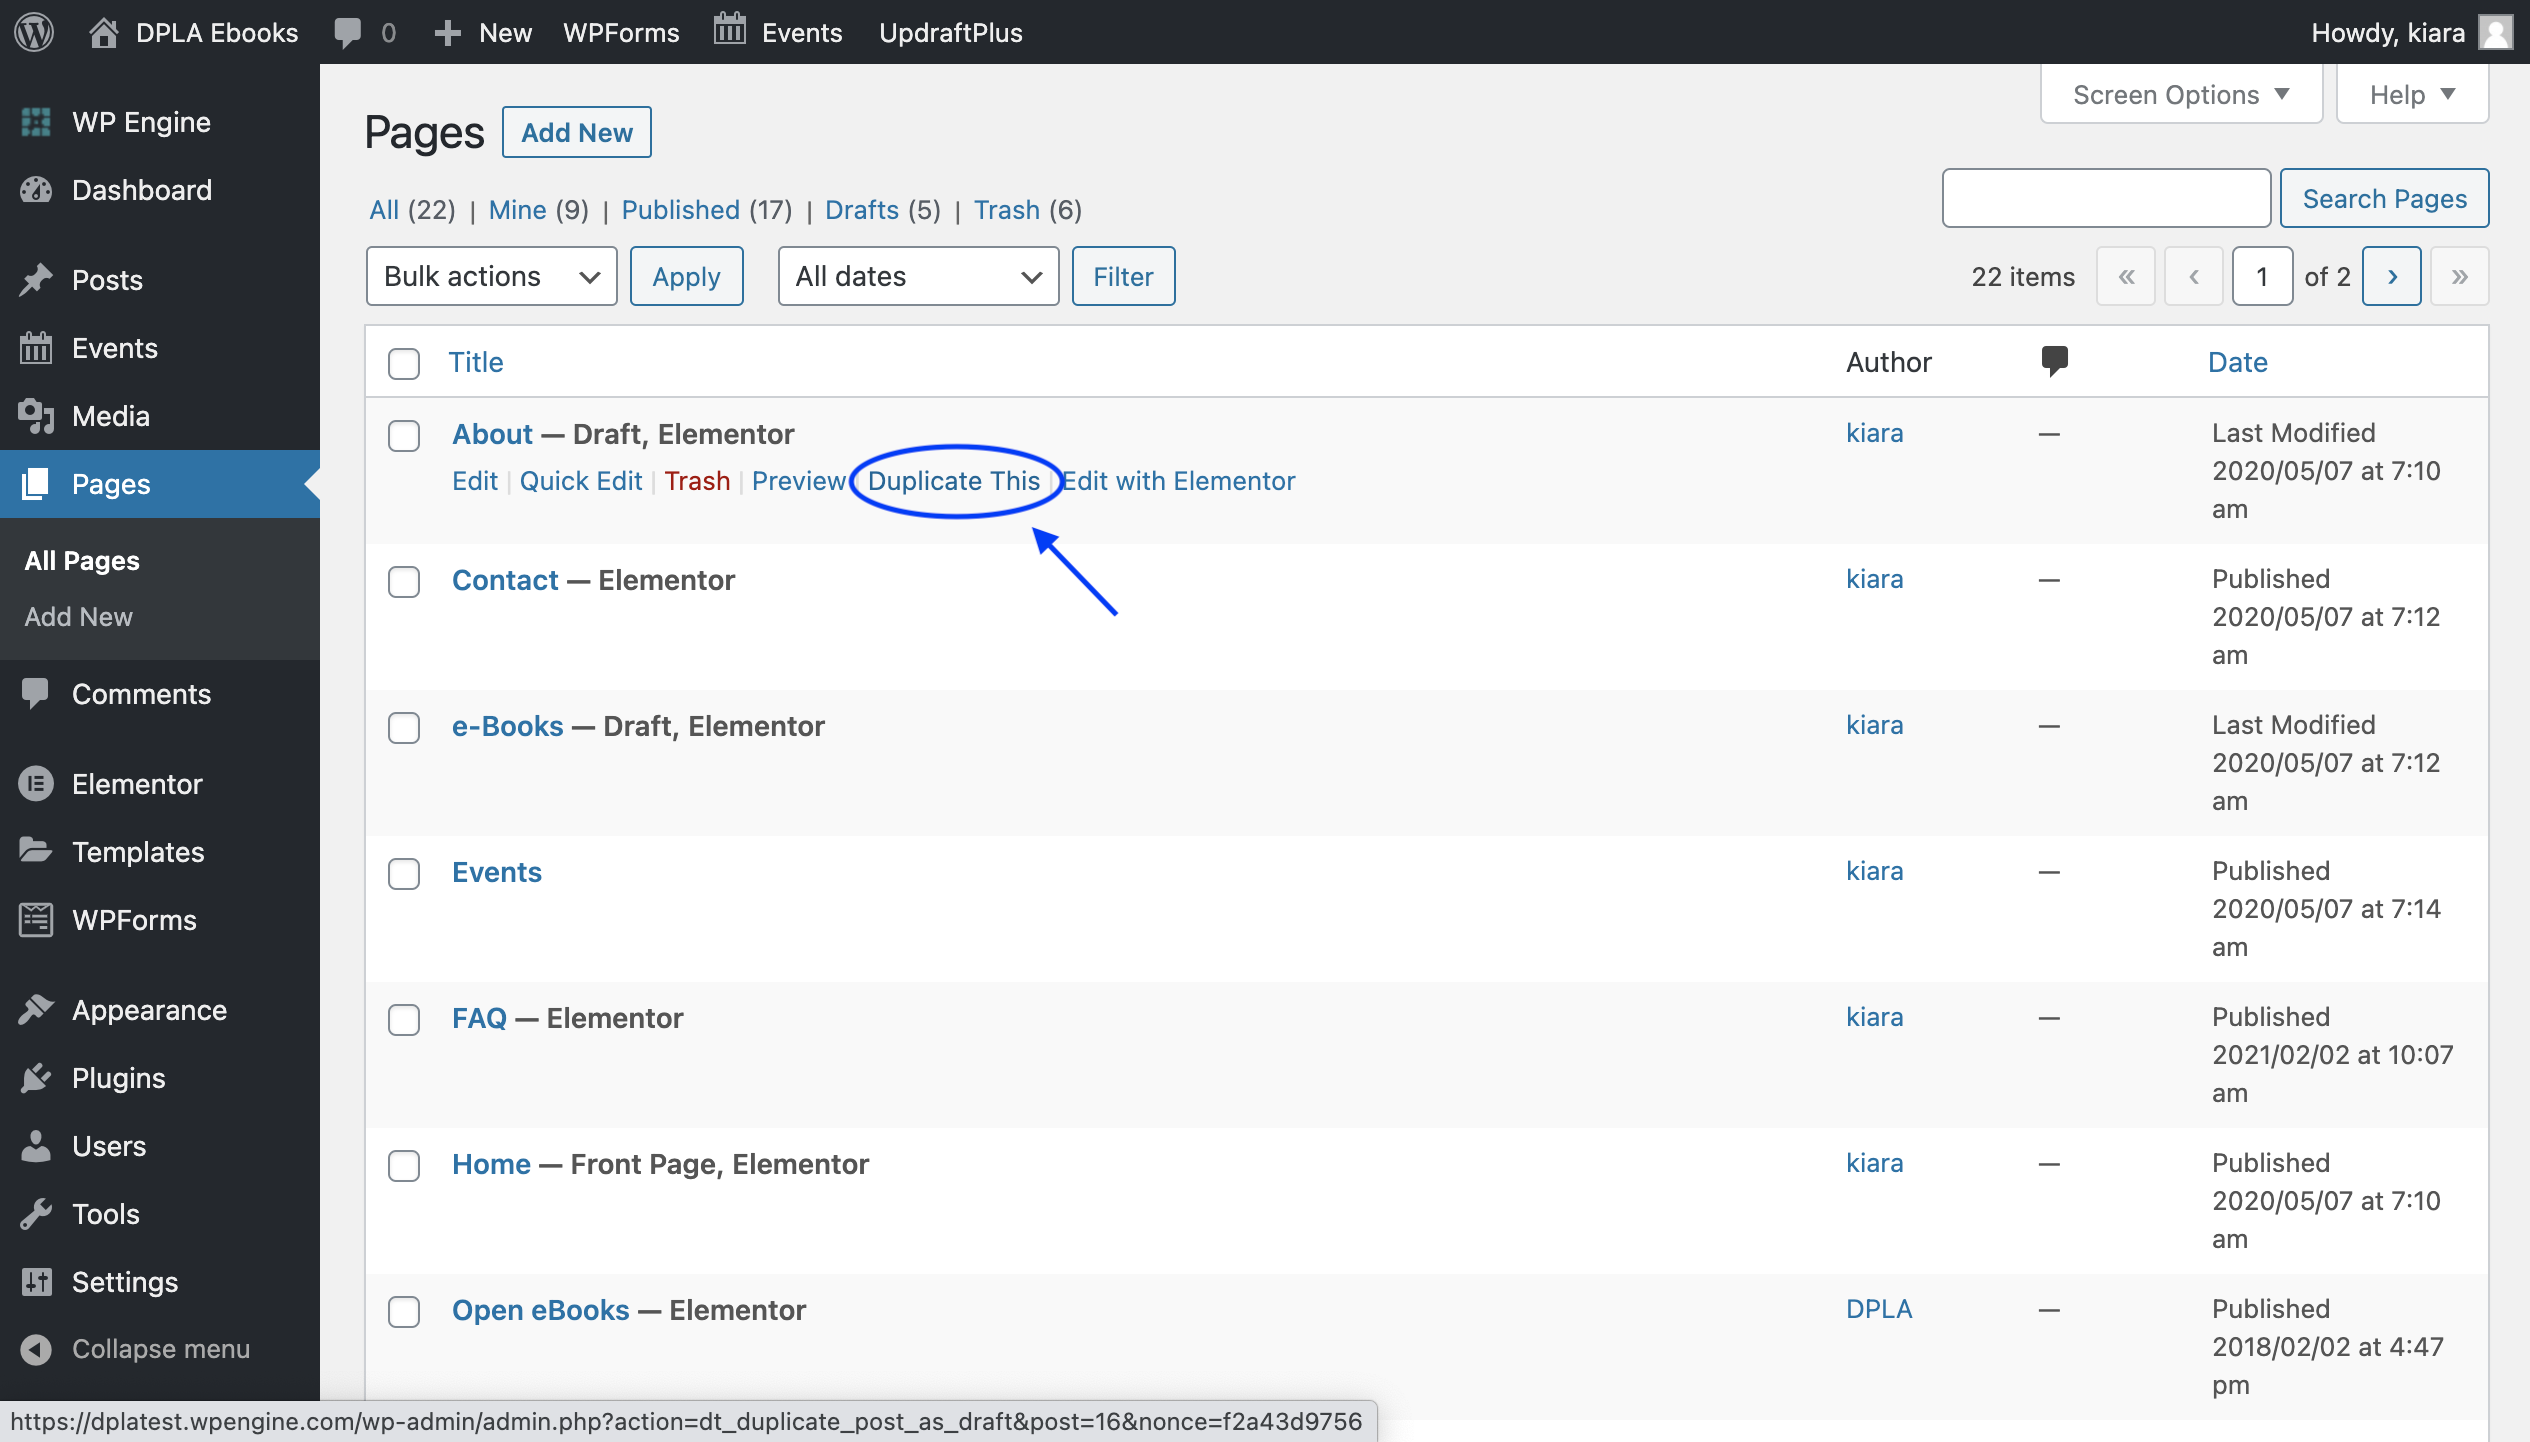 DPLA Ebooks 0 New WPForms Events UpdraftPlus Howdy, kiara
WP Engine
Dashboard
Posts
Events
Media
Pages
All Pages
Add New
Comments
Elementor
Templates
WPForms
Appearance
Plugins
Users
Tools
Settings
Collapse menu
Screen Options Help
Pages Add New
All (22) | Mine (9) | Published (17) | Drafts (5) | Trash (6)
Search Pages
Bulk actions Apply All dates Filter
22 items « ‹ 1 of 2 › »
Title Author Date
About — Draft, Elementor kiara — Last Modified
2020/05/07 at 7:10
am
Edit | Quick Edit | Trash | Preview Duplicate This Edit with Elementor
Contact — Elementor kiara — Published
2020/05/07 at 7:12
am
e-Books — Draft, Elementor kiara — Last Modified
2020/05/07 at 7:12
am
Events kiara — Published
2020/05/07 at 7:14
am
FAQ — Elementor kiara — Published
2021/02/02 at 10:07
am
Home — Front Page, Elementor kiara — Published
2020/05/07 at 7:10
am
Open eBooks — Elementor DPLA — Published
2018/02/02 at 4:47
pm
https://dplatest.wpengine.com/wp-admin/admin.php?action=dt_duplicate_post_as_draft&post=16&nonce=f2a43d9756